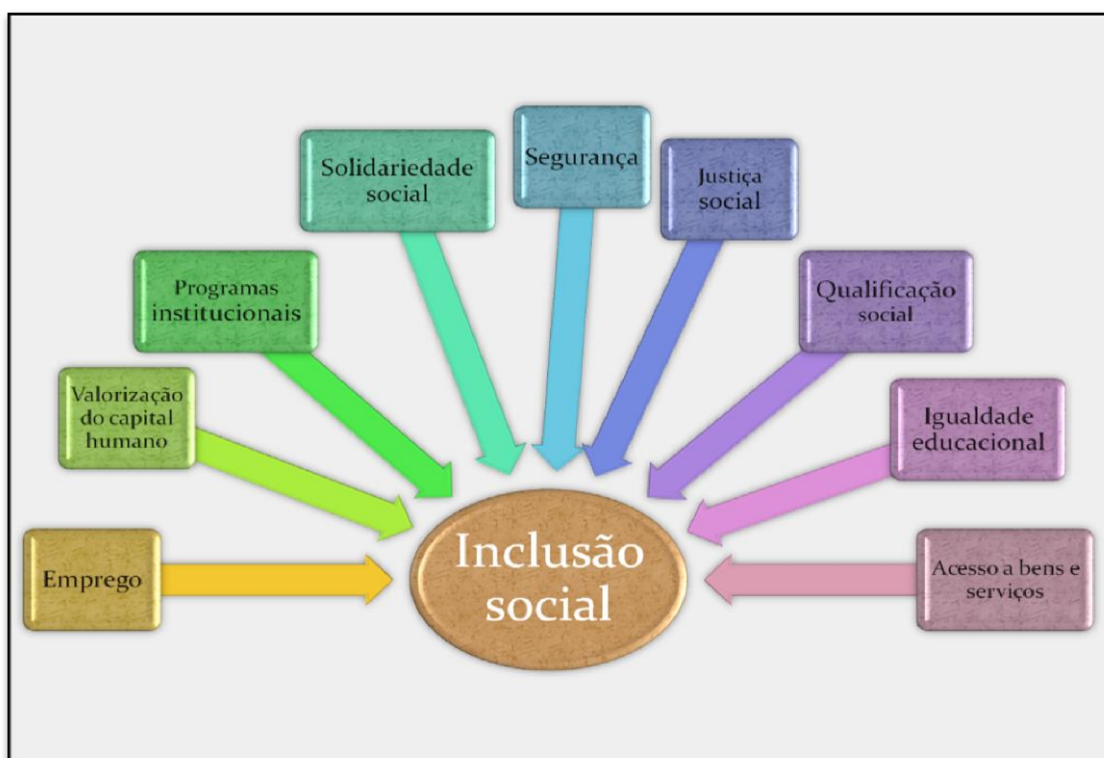 Solidariedade
social
Segurança
Justiça
social
Programas
institucionais
Qualificação
social
Valorização
do capital
humano
Igualdade
educacional
Emprego
Inclusão
social
Acesso a bens e
serviços